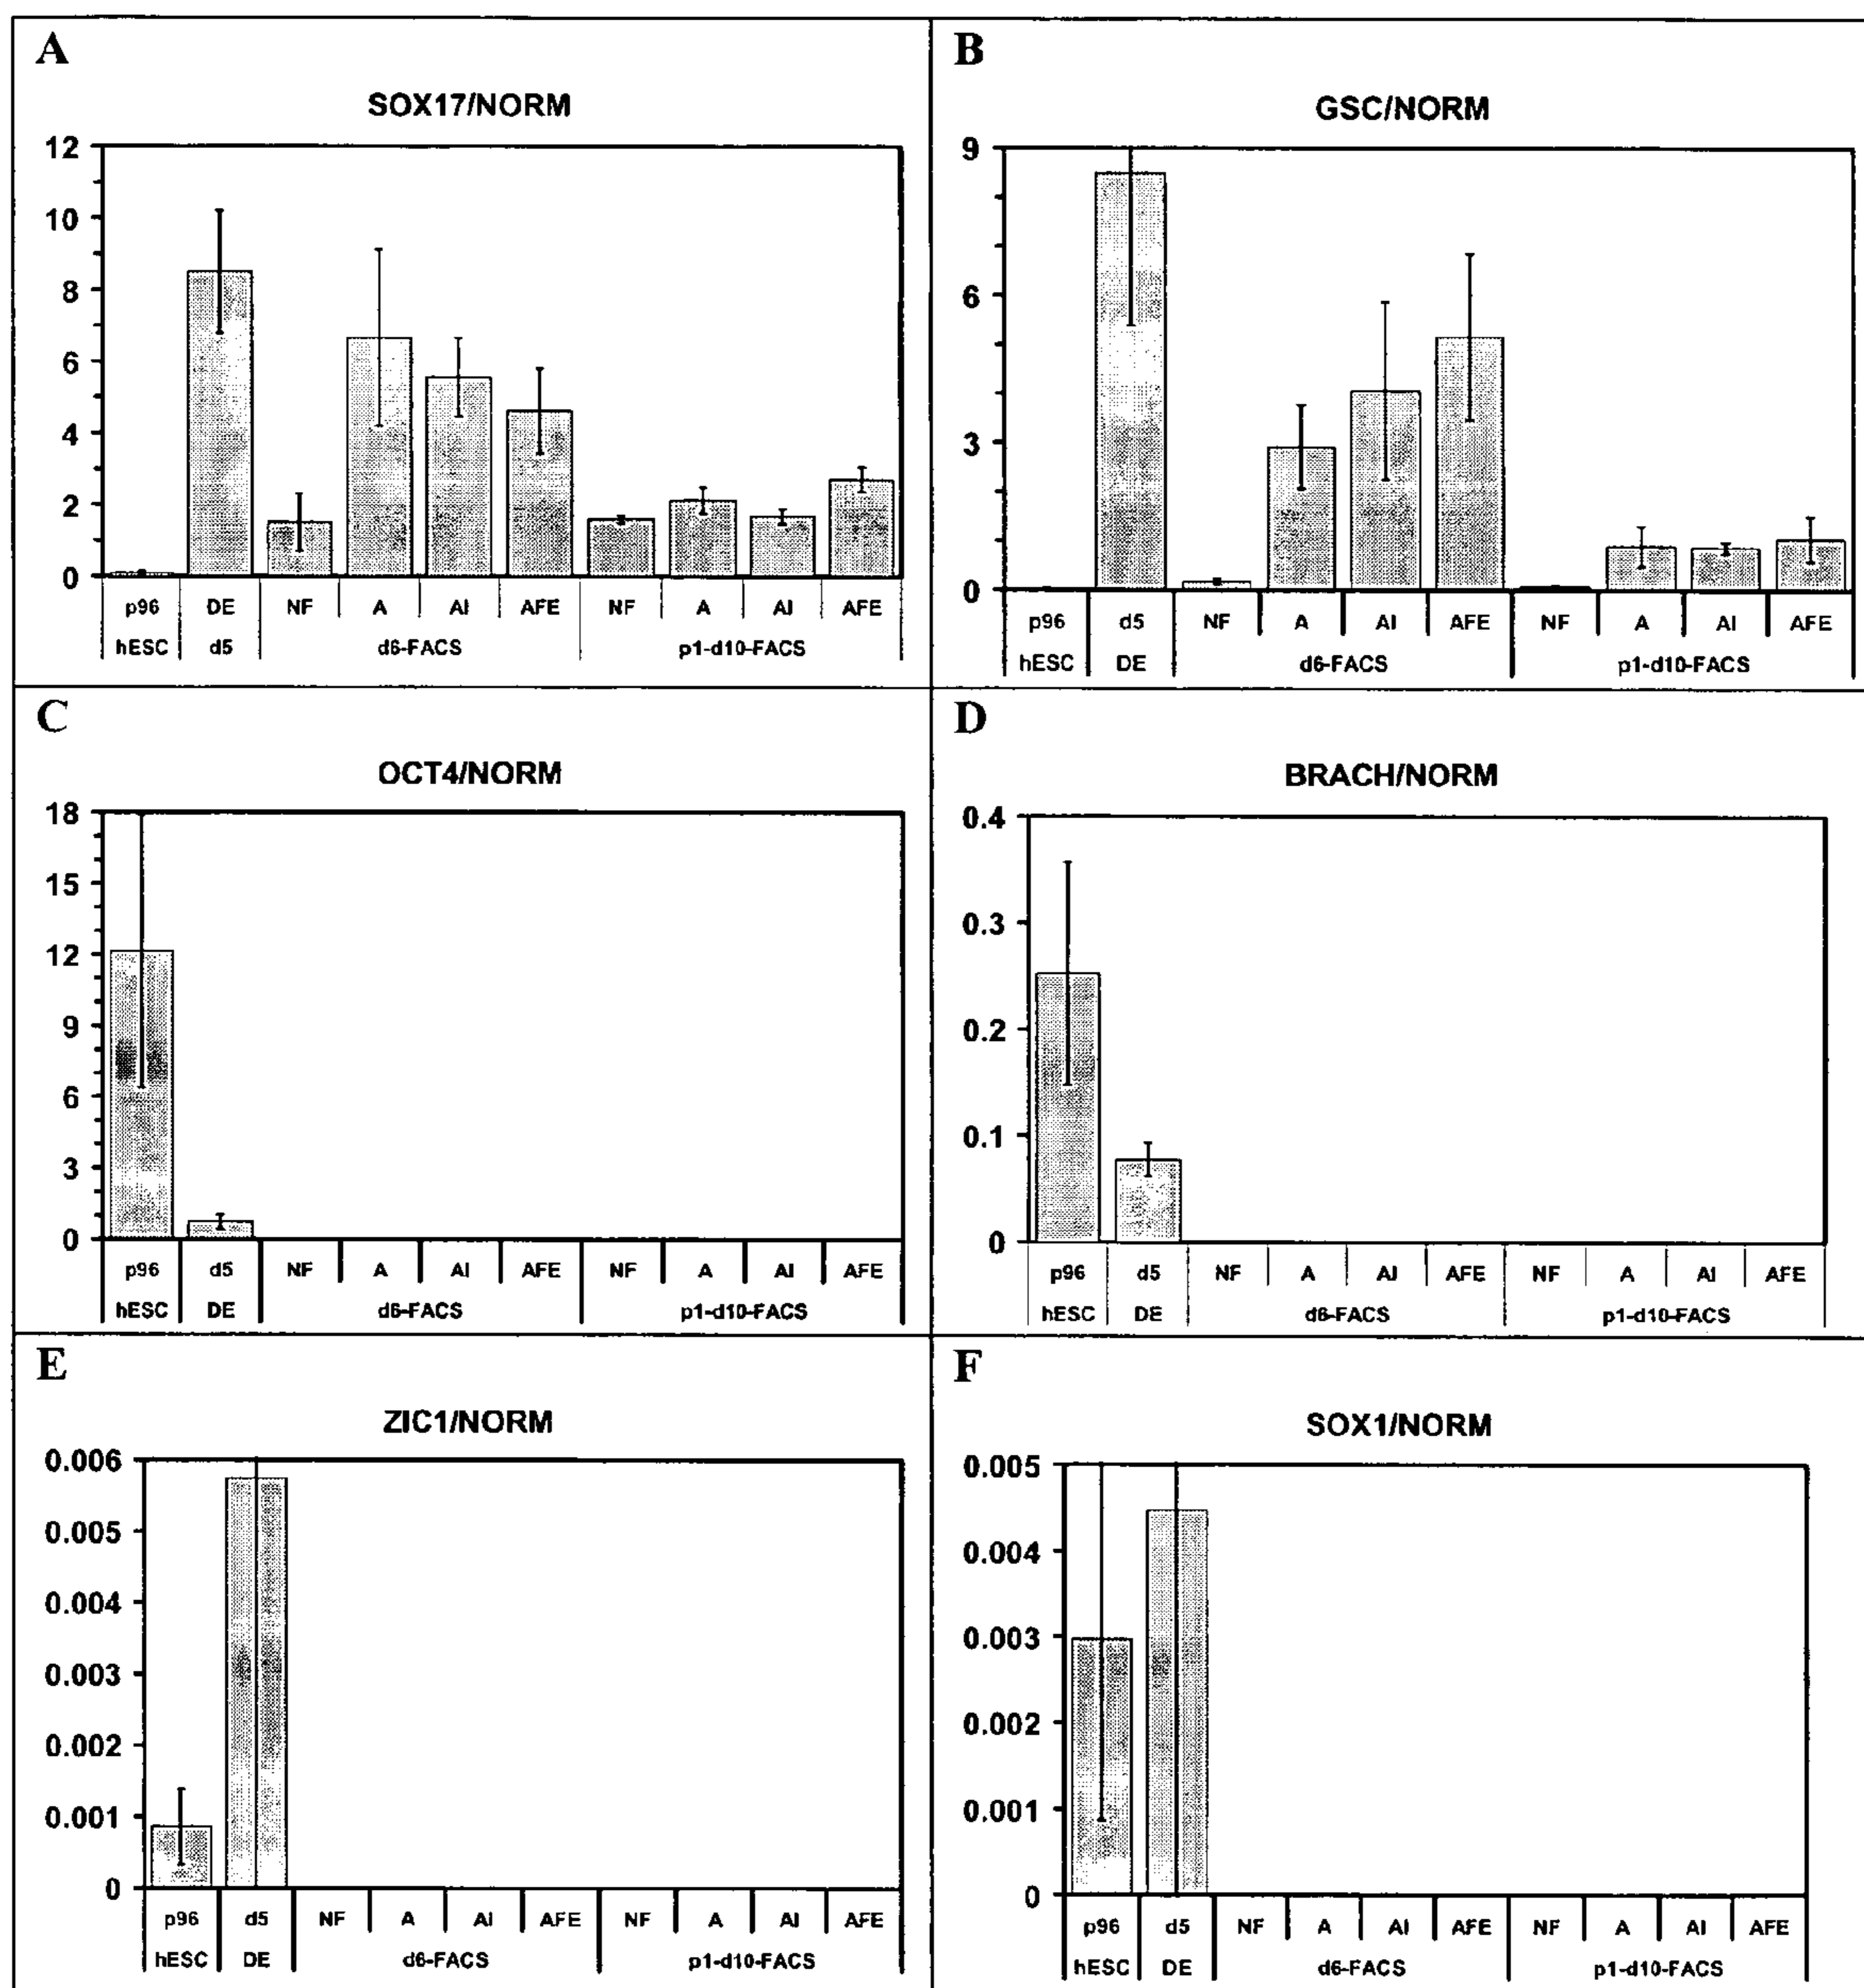 A
SOX17/NORM
12
10
8
6
4
2
0
p96 DE NF A AI AFE NF A AI AFE
hESC d5 d6-FACS p1-d10-FACS
B
GSC/NORM
9
6
3
0
p96 d5 NF A AI AFE NF A AI AFE
hESC DE d6-FACS p1-d10-FACS
C
OCT4/NORM
18
15
12
9
6
3
0
p96 d5 NF A AI AFE NF A AI AFE
hESC DE d6-FACS p1-d10-FACS
D
BRACH/NORM
0.4
0.3
0.2
0.1
0
p96 d5 NF A AI AFE NF A AI AFE
hESC DE d6-FACS p1-d10-FACS
E
ZIC1/NORM
0.006
0.005
0.004
0.003
0.002
0.001
0
p96 d5 NF A AI AFE NF A AI AFE
hESC DE d6-FACS p1-d10-FACS
F
SOX1/NORM
0.005
0.004
0.003
0.002
0.001
0
p96 d5 NF A AI AFE NF A AI AFE
hESC DE d6-FACS p1-d10-FACS